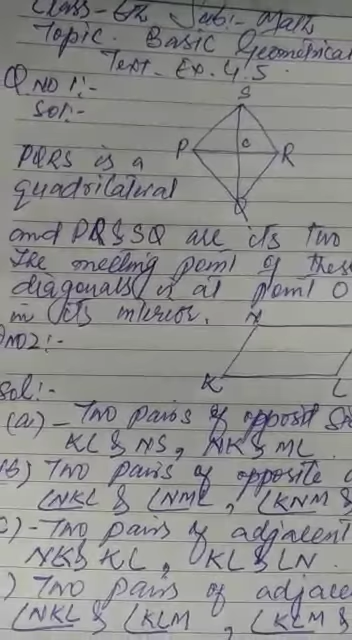 Class - 6th Sub:- Math
Topic. Basic Geometrical
Text - Ex. 4.5
Q NO 1:-
Sol:-
S
P O R
Q
PQRS is a
quadrilateral
and PR & SQ are its two
The meeting point of these
diagonals is at point O
in its interior.
NO2:-
N
K L
Sol:-
(a) - Two pairs of opposit
KL & NS, NK & ML
(B) Two pairs of opposite
∠NKL & ∠NML, ∠KNM &
) - Two pairs of adjacent
NK & KL, KL & LN
) Two pairs of adjace
∠NKL & ∠KLM, ∠KLM &